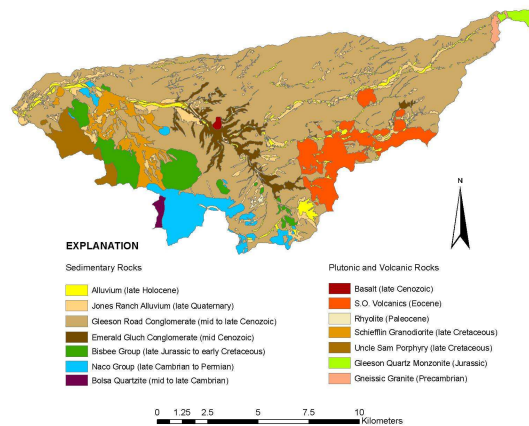 N
EXPLANATION
Sedimentary Rocks
Alluvium (late Holocene)
Jones Ranch Alluvium (late Quaternary)
Gleeson Road Conglomerate (mid to late Cenozoic)
Emerald Gluch Conglomerate (mid Cenozoic)
Bisbee Group (late Jurassic to early Cretaceous)
Naco Group (late Cambrian to Permian)
Bolsa Quartzite (mid to late Cambrian)
Plutonic and Volcanic Rocks
Basalt (late Cenozoic)
S.O. Volcanics (Eocene)
Rhyolite (Paleocene)
Schiefflin Granodiorite (late Cretaceous)
Uncle Sam Porphyry (late Cretaceous)
Gleeson Quartz Monzonite (Jurassic)
Gneissic Granite (Precambrian)
0 1.25 2.5 5 7.5 10
Kilometers